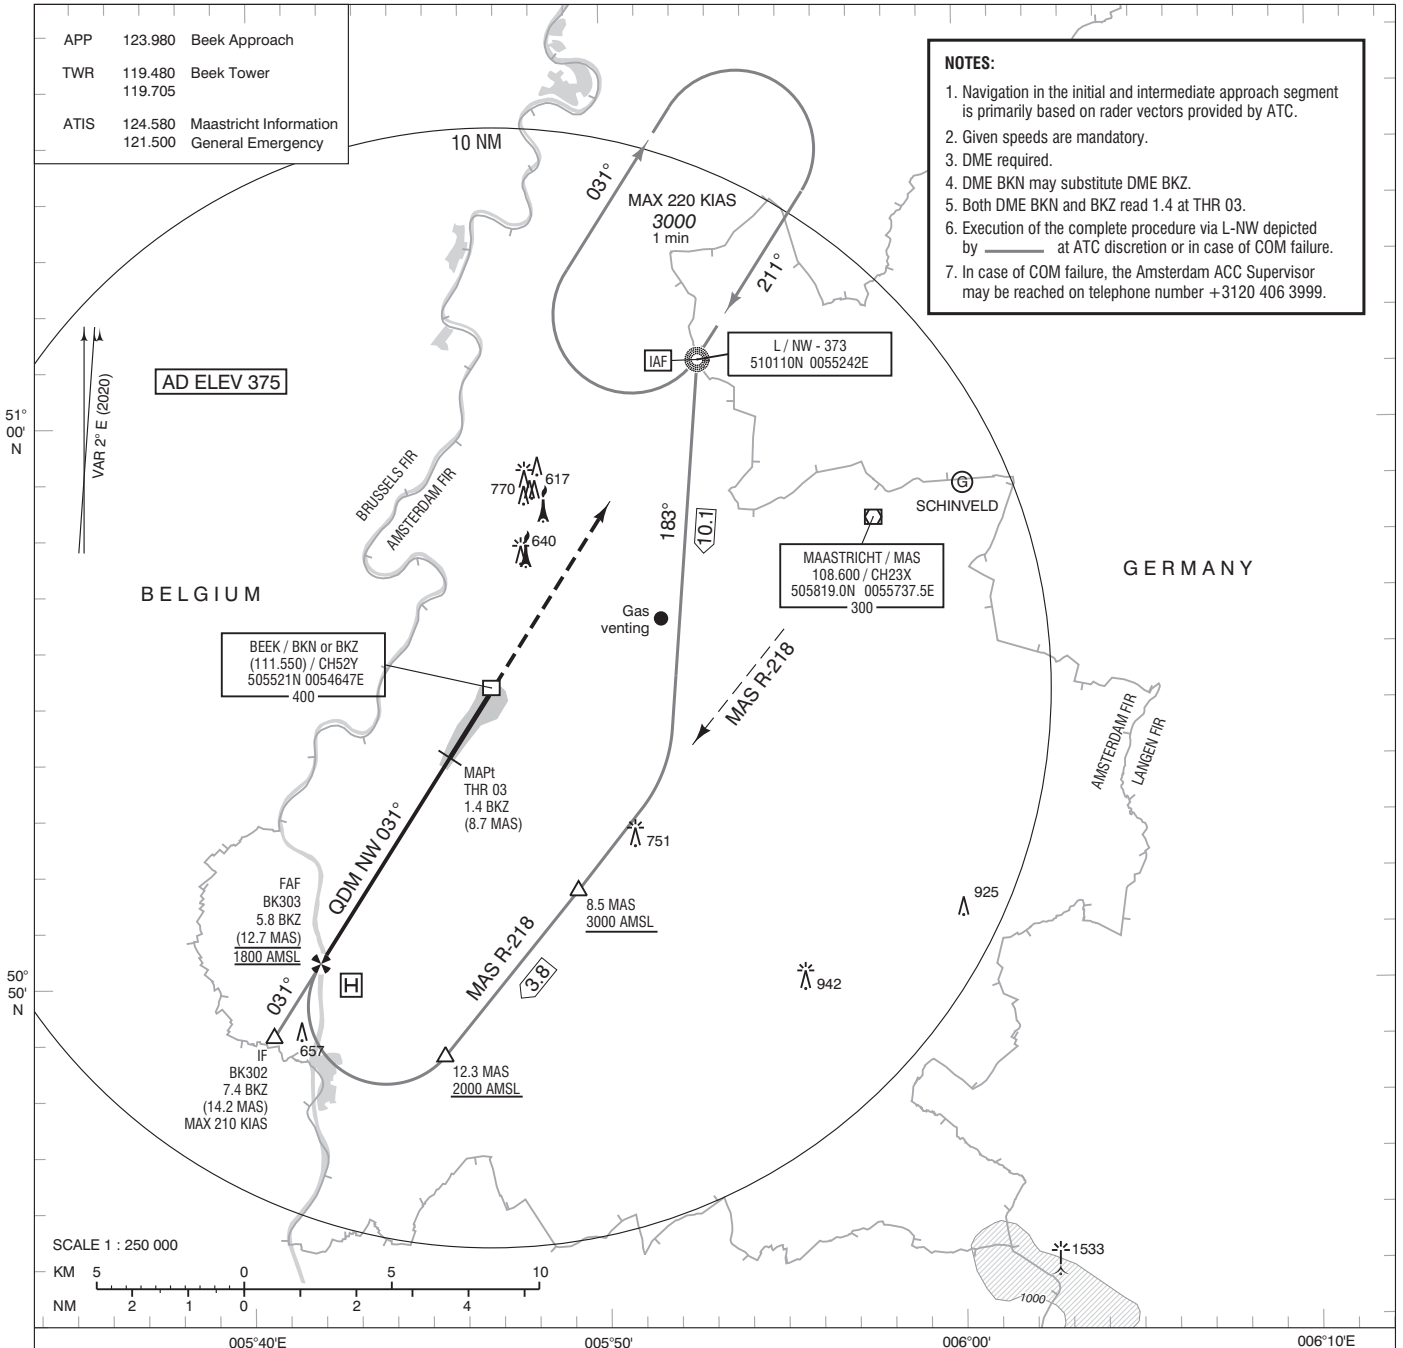 APP 123.980 Beek Approach
TWR 119.480 Beek Tower
119.705
ATIS 124.580 Maastricht Information
121.500 General Emergency
NOTES:
1. Navigation in the initial and intermediate approach segment
is primarily based on rader vectors provided by ATC.
2. Given speeds are mandatory.
3. DME required.
4. DME BKN may substitute DME BKZ.
5. Both DME BKN and BKZ read 1.4 at THR 03.
6. Execution of the complete procedure via L-NW depicted
by at ATC discretion or in case of COM failure.
7. In case of COM failure, the Amsterdam ACC Supervisor
may be reached on telephone number +3120 406 3999.
10 NM
031°
MAX 220 KIAS
3000
1 min
211°
IAF
L / NW - 373
510110N 0055242E
AD ELEV 375
VAR 2° E (2020)
51°
00'
N
BRUSSELS FIR
AMSTERDAM FIR
770
617
640
183°
10.1
G
SCHINVELD
MAASTRICHT / MAS
108.600 / CH23X
505819.0N 0055737.5E
300
BELGIUM
GERMANY
Gas
venting
BEEK / BKN or BKZ
(111.550) / CH52Y
505521N 0054647E
400
MAS R-218
AMSTERDAM FIR
LANGEN FIR
MAPt
THR 03
1.4 BKZ
(8.7 MAS)
QDM NW 031°
751
FAF
BK303
5.8 BKZ
(12.7 MAS)
1800 AMSL
8.5 MAS
3000 AMSL
925
MAS R-218
3.8
942
50°
50'
N
H
031°
657
IF
BK302
7.4 BKZ
(14.2 MAS)
MAX 210 KIAS
12.3 MAS
2000 AMSL
SCALE 1 : 250 000
KM 5 0 5 10
NM 2 1 0 2 4
1533
1000
005°40'E 005°50' 006°00' 006°10'E